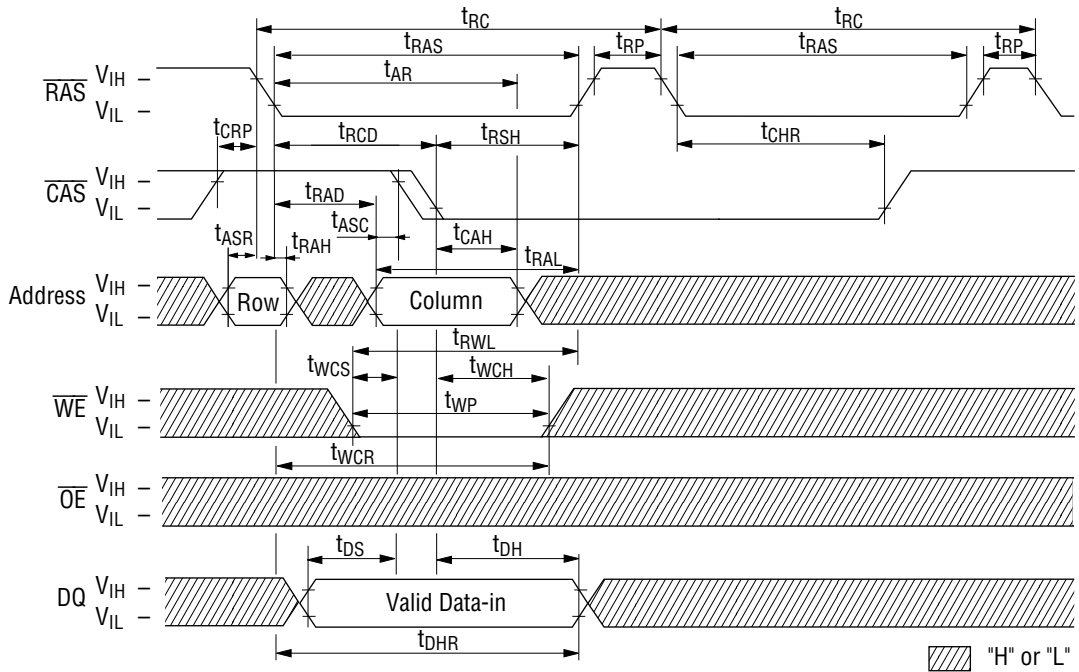 tRC tRC
tRAS tRP tRAS tRP
tAR
RAS VIH –
VIL –
tCRP tRCD tRSH tCHR
CAS VIH –
VIL –
tRAD
tASC
tASR tRAH tCAH tRAL
Address VIH –
VIL –
Row Column
tRWL
tWCS tWCH
WE VIH –
VIL –
tWP
tWCR
OE VIH –
VIL –
tDS tDH
DQ VIH –
VIL –
Valid Data-in
tDHR
"H" or "L"